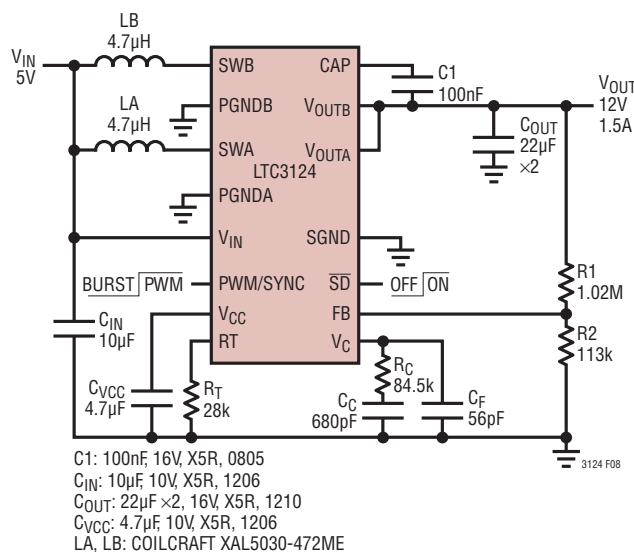 LB
4.7µH
VIN
5V
LA
4.7µH
SWB
CAP
C1
100nF
VOUT
12V
1.5A
PGNDB
VOUTB
COUT
22µF
×2
SWA
VOUTA
LTC3124
PGNDA
VIN
SGND
BURST PWM
PWM/SYNC
SD
OFF ON
R1
1.02M
CIN
10µF
VCC
FB
R2
113k
RT
VC
CVCC
4.7µF
RT
28k
RC
84.5k
CC
680pF
CF
56pF
3124 F08
C1: 100nF, 16V, X5R, 0805
CIN: 10µF, 10V, X5R, 1206
COUT: 22µF ×2, 16V, X5R, 1210
CVCC: 4.7µF, 10V, X5R, 1206
LA, LB: COILCRAFT XAL5030-472ME